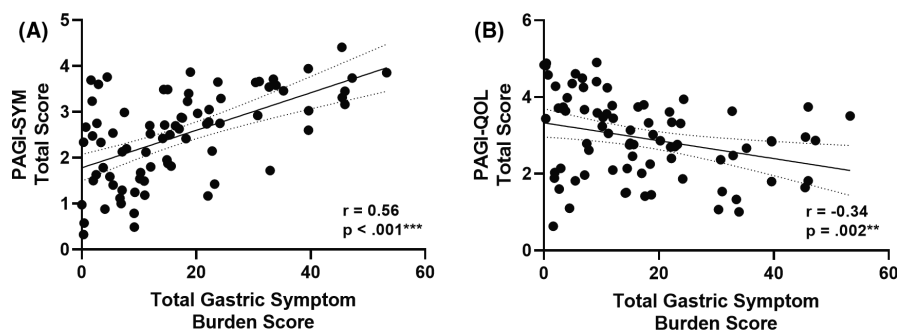 (A)
PAGI-SYM
Total Score
5
4
3
2
1
0
0
20
40
60
r = 0.56
p < .001***
Total Gastric Symptom
Burden Score
(B)
PAGI-QOL
Total Score
6
4
2
0
0
20
40
60
r = -0.34
p = .002**
Total Gastric Symptom
Burden Score